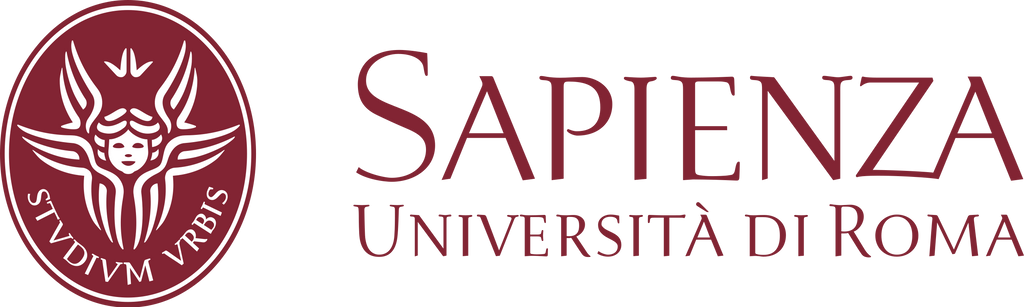 STVDIVM VRBIS
SAPIENZA
UNIVERSITÀ DI ROMA